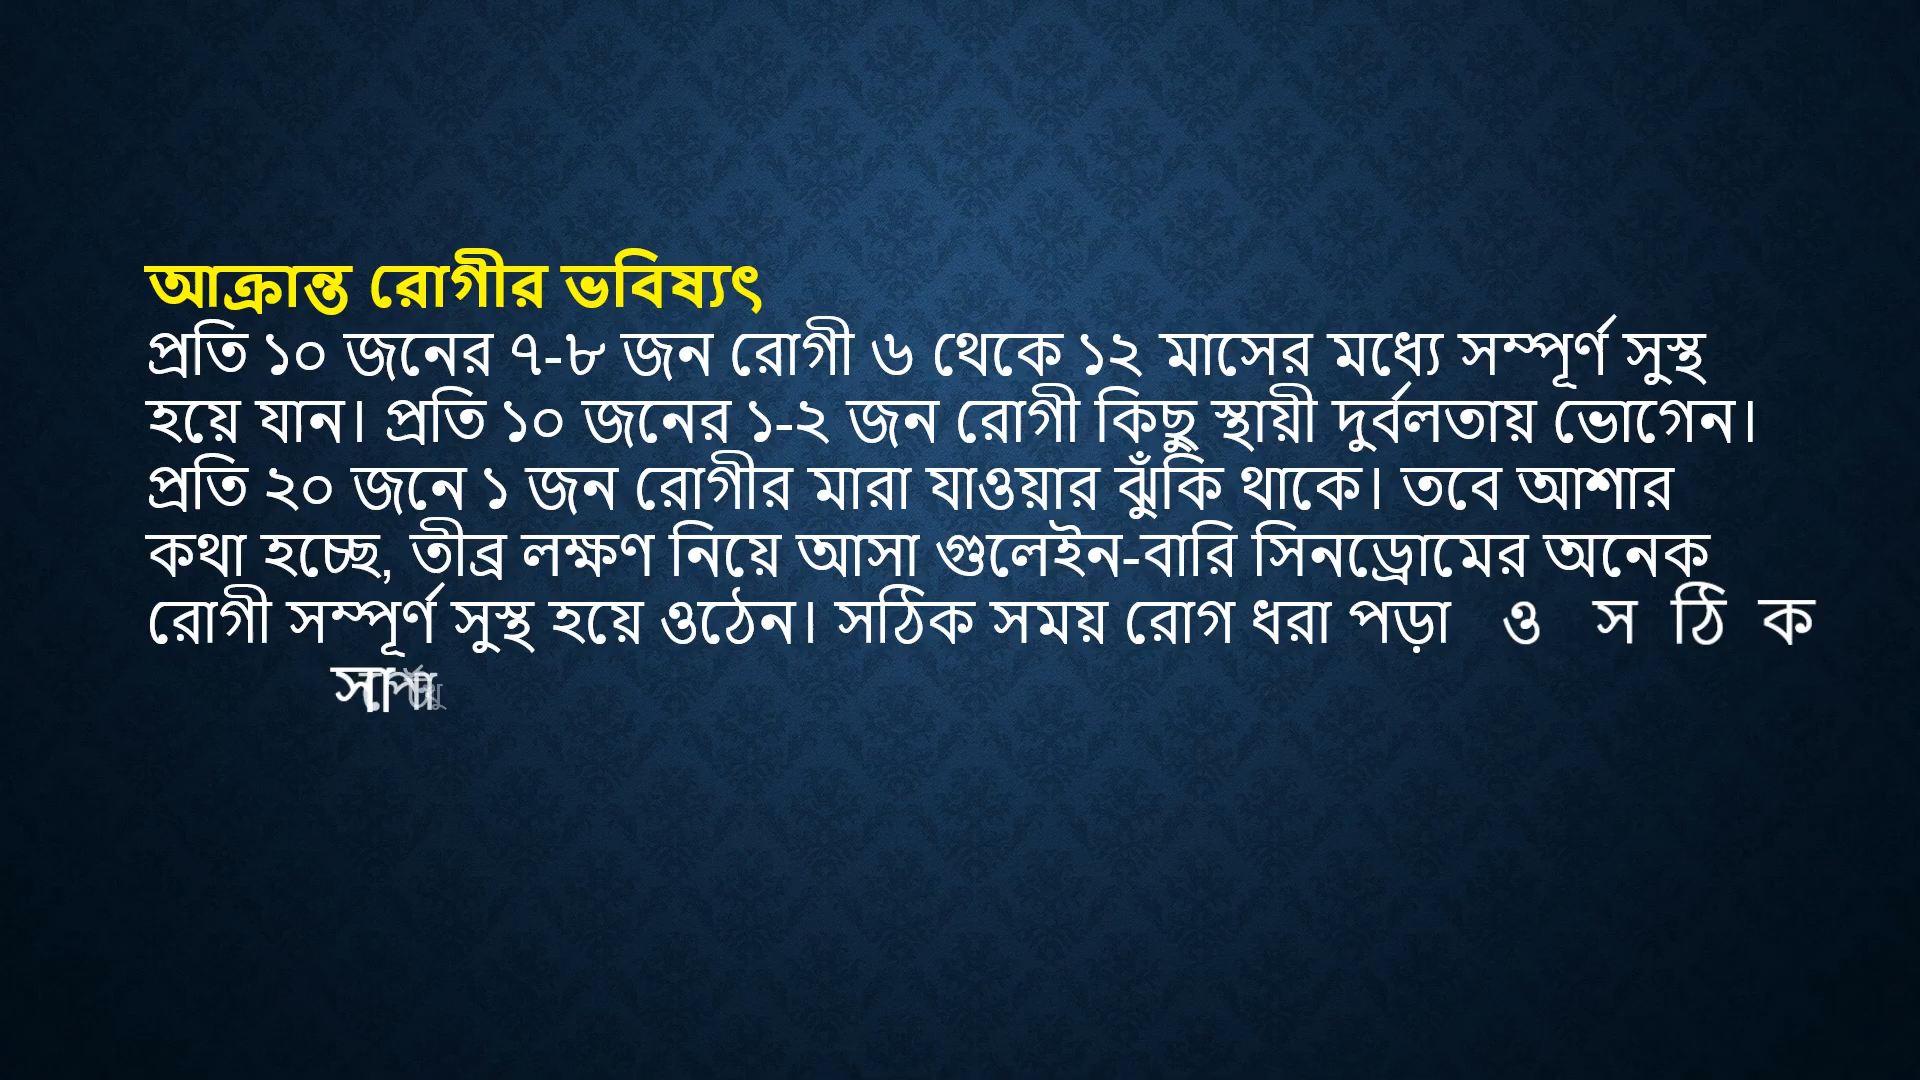 আক্রান্ত রোগীর ভবিষ্যৎ
প্রতি ১০ জনের ৭-৮ জন রোগী ৬ থেকে ১২ মাসের মধ্যে সম্পূর্ণ সুস্থ
হয়ে যান। প্রতি ১০ জনের ১-২ জন রোগী কিছু স্থায়ী দুর্বলতায় ভোগেন।
প্রতি ২০ জনে ১ জন রোগীর মারা যাওয়ার ঝুঁকি থাকে। তবে আশার
কথা হচ্ছে, তীব্র লক্ষণ নিয়ে আসা গুলেইন-বারি সিনড্রোমের অনেক
রোগী সম্পূর্ণ সুস্থ হয়ে ওঠেন। সঠিক সময় রোগ ধরা পড়া ও সঠিক